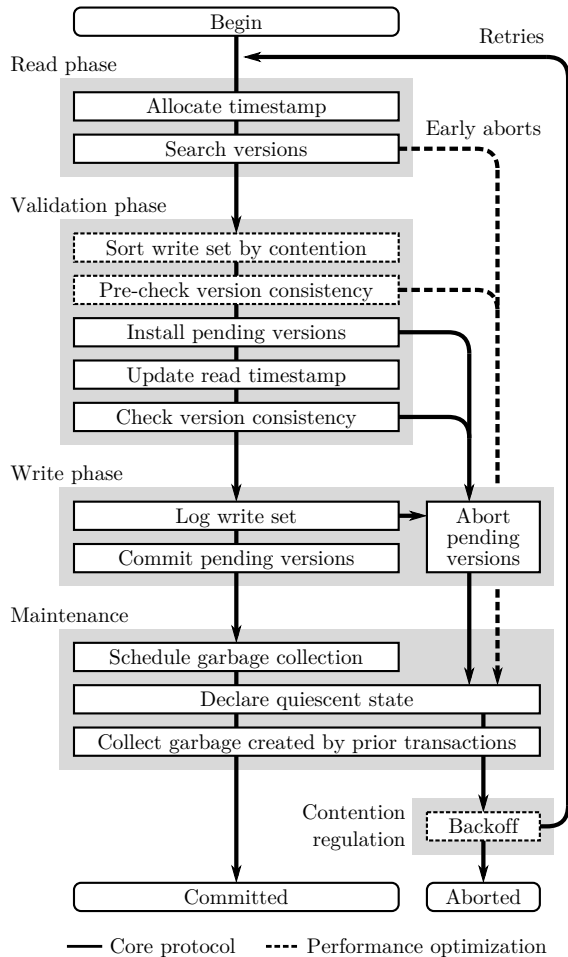 Begin
Retries
Read phase
Allocate timestamp
Early aborts
Search versions
Validation phase
Sort write set by contention
Pre-check version consistency
Install pending versions
Update read timestamp
Check version consistency
Write phase
Log write set
Commit pending versions
Abort
pending
versions
Maintenance
Schedule garbage collection
Declare quiescent state
Collect garbage created by prior transactions
Contention
regulation
Backoff
Committed
Aborted
Core protocol
Performance optimization